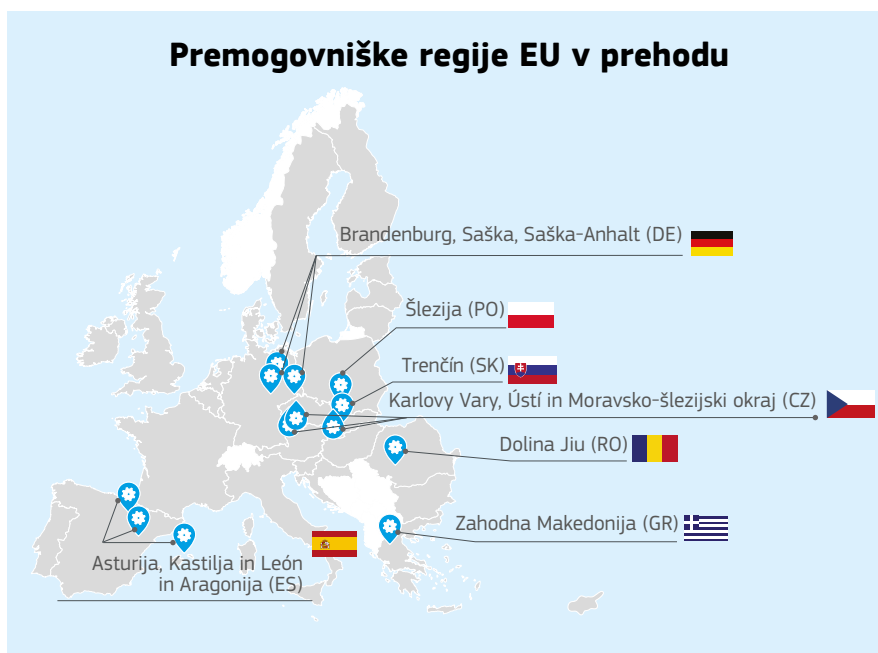 Premogovniške regije EU v prehodu
Brandenburg, Saška, Saška-Anhalt (DE)
Šlezija (PO)
Trenčín (SK)
Karlovy Vary, Ústí in Moravsko-šlezijski okraj (CZ)
Dolina Jiu (RO)
Zahodna Makedonija (GR)
Asturija, Kastilja in León
in Aragonija (ES)